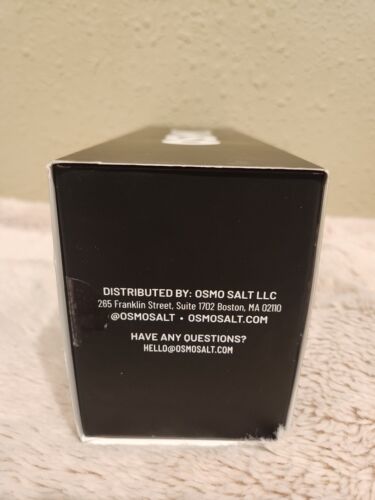 DISTRIBUTED BY: OSMO SALT LLC
265 Franklin Street, Suite 1702 Boston, MA 02110
@OSMOSALT • OSMOSALT.COM
HAVE ANY QUESTIONS?
HELLO@OSMOSALT.COM